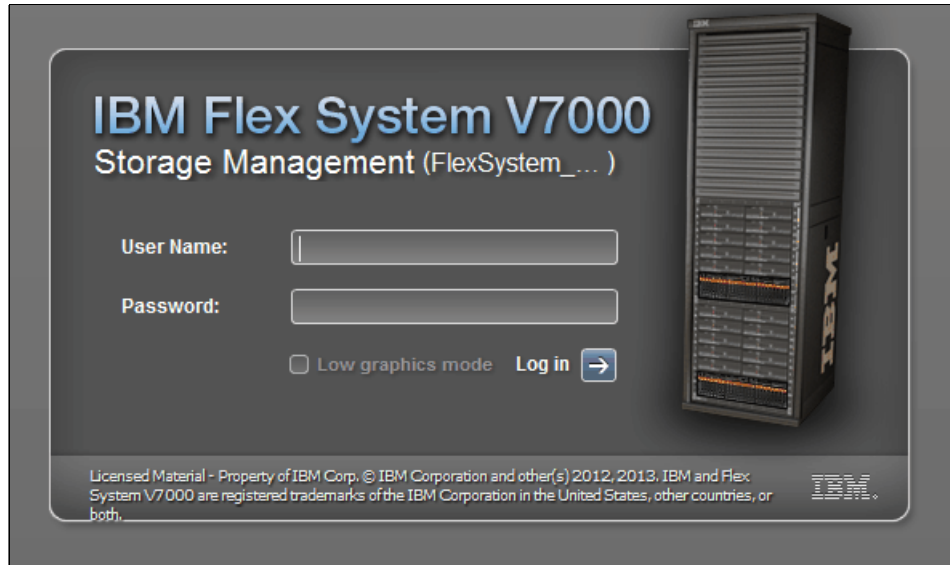 IBM Flex System V7000
Storage Management (FlexSystem_... )
User Name:
Password:
Low graphics mode Log in
Licensed Material - Property of IBM Corp. © IBM Corporation and other(s) 2012, 2013. IBM and Flex
System V7000 are registered trademarks of the IBM Corporation in the United States, other countries, or
both.
IBM.
IBM